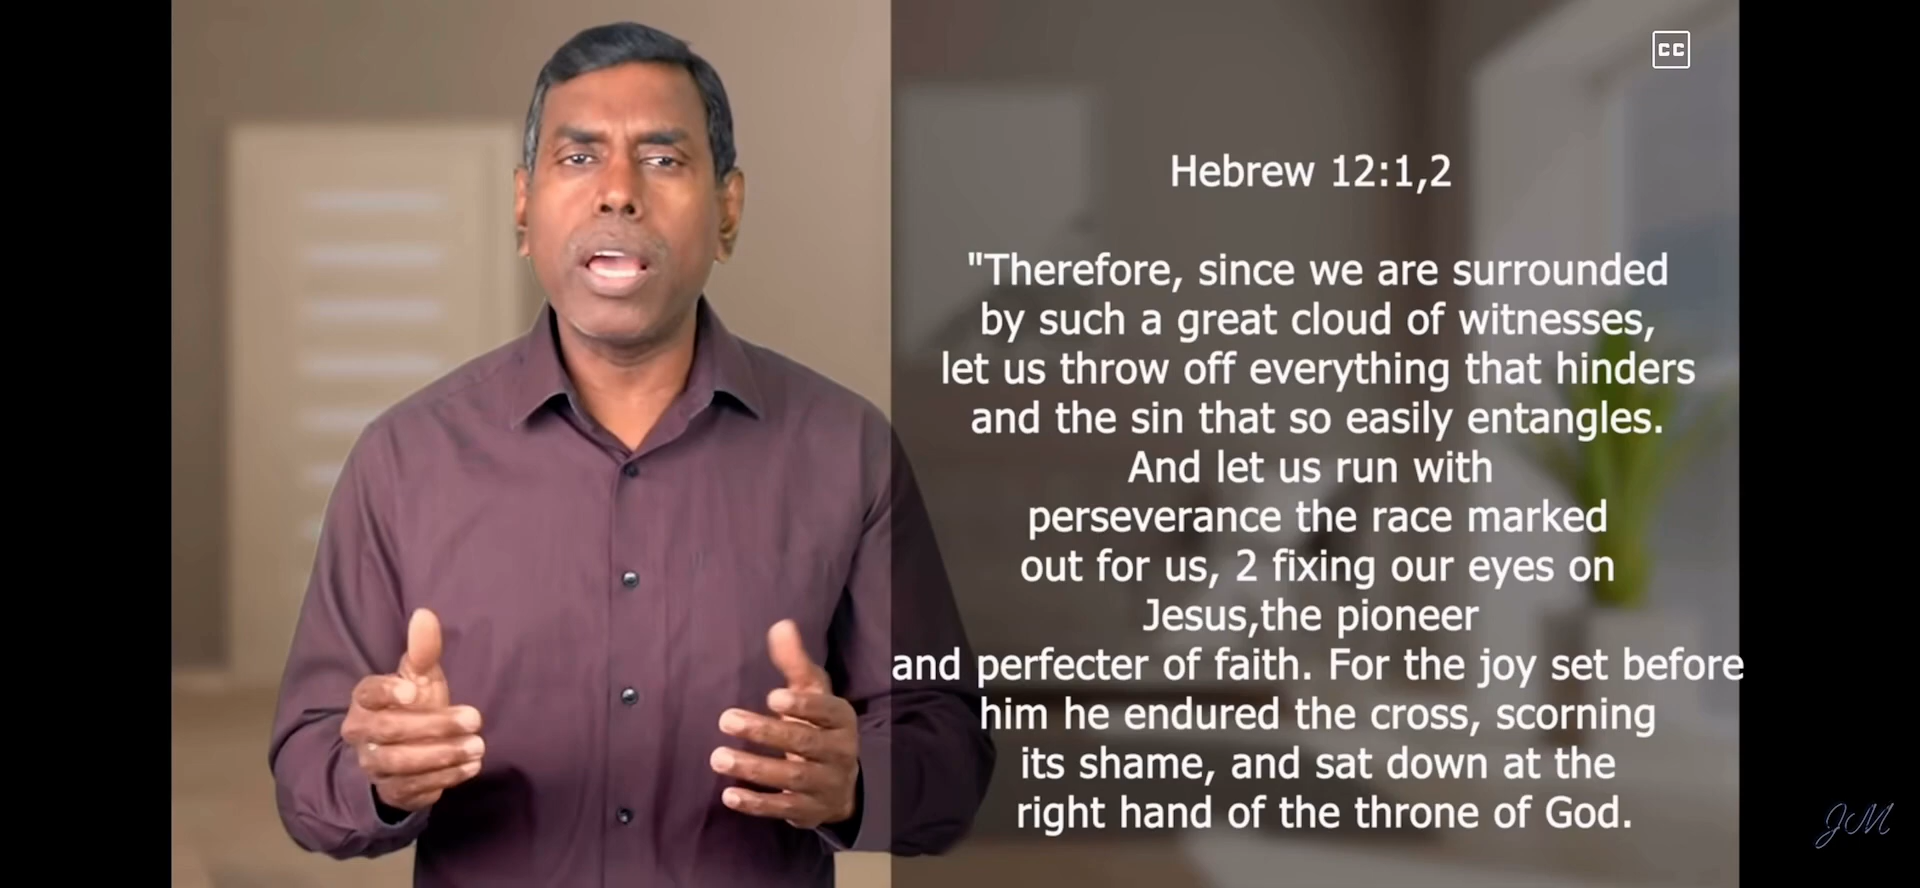 CC
Hebrew 12:1,2
"Therefore, since we are surrounded
by such a great cloud of witnesses,
let us throw off everything that hinders
and the sin that so easily entangles.
And let us run with
perseverance the race marked
out for us, 2 fixing our eyes on
Jesus,the pioneer
and perfecter of faith. For the joy set before
him he endured the cross, scorning
its shame, and sat down at the
right hand of the throne of God.
JM